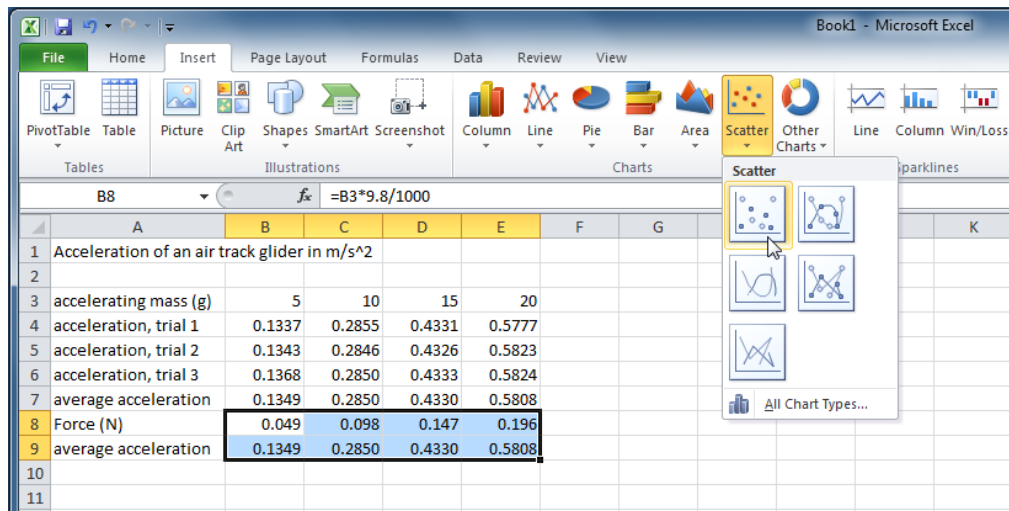 Book1 - Microsoft Excel
File Home Insert Page Layout Formulas Data Review View
PivotTable Table Picture Clip Art Shapes SmartArt Screenshot Column Line Pie Bar Area Scatter Other Charts Line Column Win/Loss
Tables Illustrations Charts Sparklines
B8 fx =B3*9.8/1000
Scatter
All Chart Types...
A B C D E F G K
1 Acceleration of an air track glider in m/s^2
2
3 accelerating mass (g) 5 10 15 20
4 acceleration, trial 1 0.1337 0.2855 0.4331 0.5777
5 acceleration, trial 2 0.1343 0.2846 0.4326 0.5823
6 acceleration, trial 3 0.1368 0.2850 0.4333 0.5824
7 average acceleration 0.1349 0.2850 0.4330 0.5808
8 Force (N) 0.049 0.098 0.147 0.196
9 average acceleration 0.1349 0.2850 0.4330 0.5808
10
11